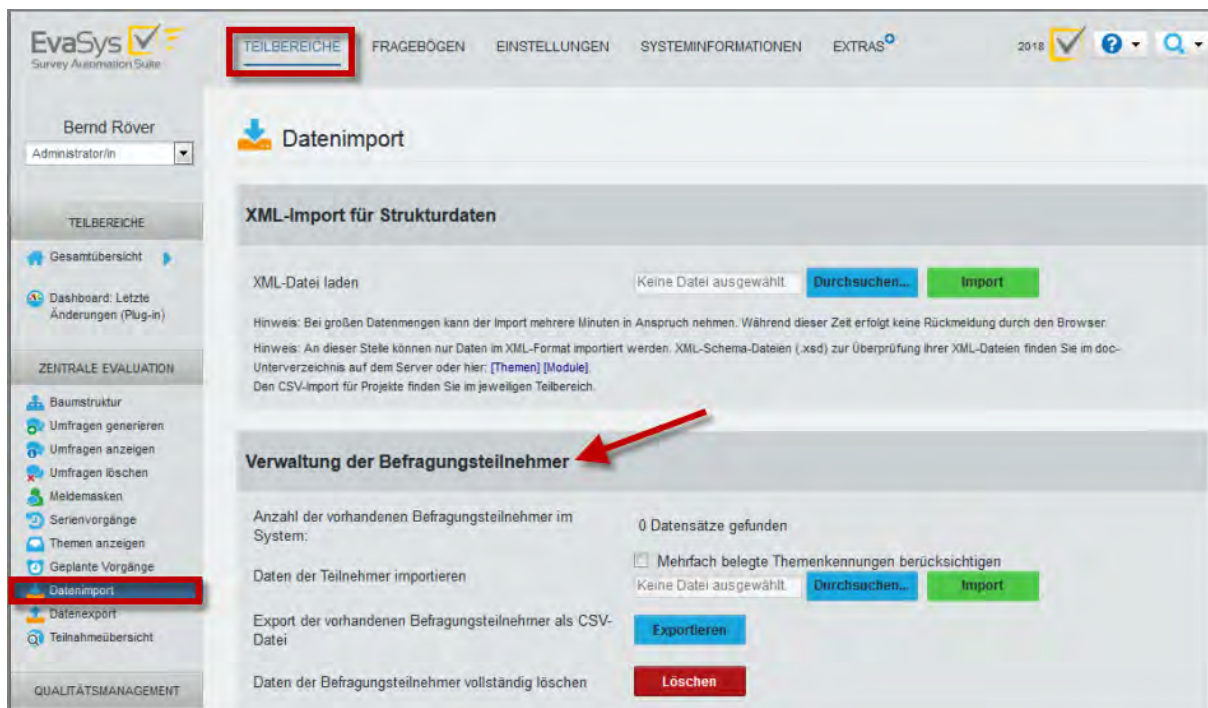 EvaSys
Survey Automation Suite
TEILBEREICHE FRAGEBÖGEN EINSTELLUNGEN SYSTEMINFORMATIONEN EXTRAS
2018
Bernd Röver
Administrator/in
TEILBEREICHE
Gesamtübersicht
Dashboard: Letzte
Änderungen (Plug-in)
ZENTRALE EVALUATION
Baumstruktur
Umfragen generieren
Umfragen anzeigen
Umfragen löschen
Meldemasken
Serienvorgänge
Themen anzeigen
Geplante Vorgänge
Datenimport
Datenexport
Teilnahmeübersicht
QUALITÄTSMANAGEMENT
Datenimport
XML-Import für Strukturdaten
XML-Datei laden
Keine Datei ausgewählt. Durchsuchen... Import
Hinweis: Bei großen Datenmengen kann der Import mehrere Minuten in Anspruch nehmen. Während dieser Zeit erfolgt keine Rückmeldung durch den Browser.
Hinweis: An dieser Stelle können nur Daten im XML-Format importiert werden. XML-Schema-Dateien (.xsd) zur Überprüfung Ihrer XML-Dateien finden Sie im doc-
Unterverzeichnis auf dem Server oder hier: [Themen] [Module].
Den CSV-Import für Projekte finden Sie im jeweiligen Teilbereich.
Verwaltung der Befragungsteilnehmer
Anzahl der vorhandenen Befragungsteilnehmer im
System:
0 Datensätze gefunden
Daten der Teilnehmer importieren
Mehrfach belegte Themenkennungen berücksichtigen
Keine Datei ausgewählt. Durchsuchen... Import
Export der vorhandenen Befragungsteilnehmer als CSV-
Datei
Exportieren
Daten der Befragungsteilnehmer vollständig löschen
Löschen